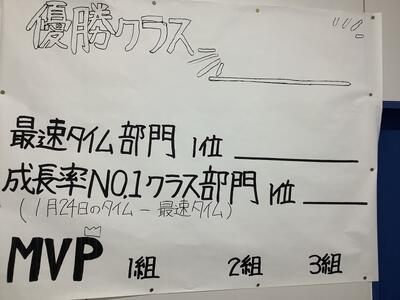 優勝クラス
最速タイム部門 1位
成長率NO.1クラス部門 1位
(1月24日のタイム - 最速タイム)
MVP 1組 2組 3組